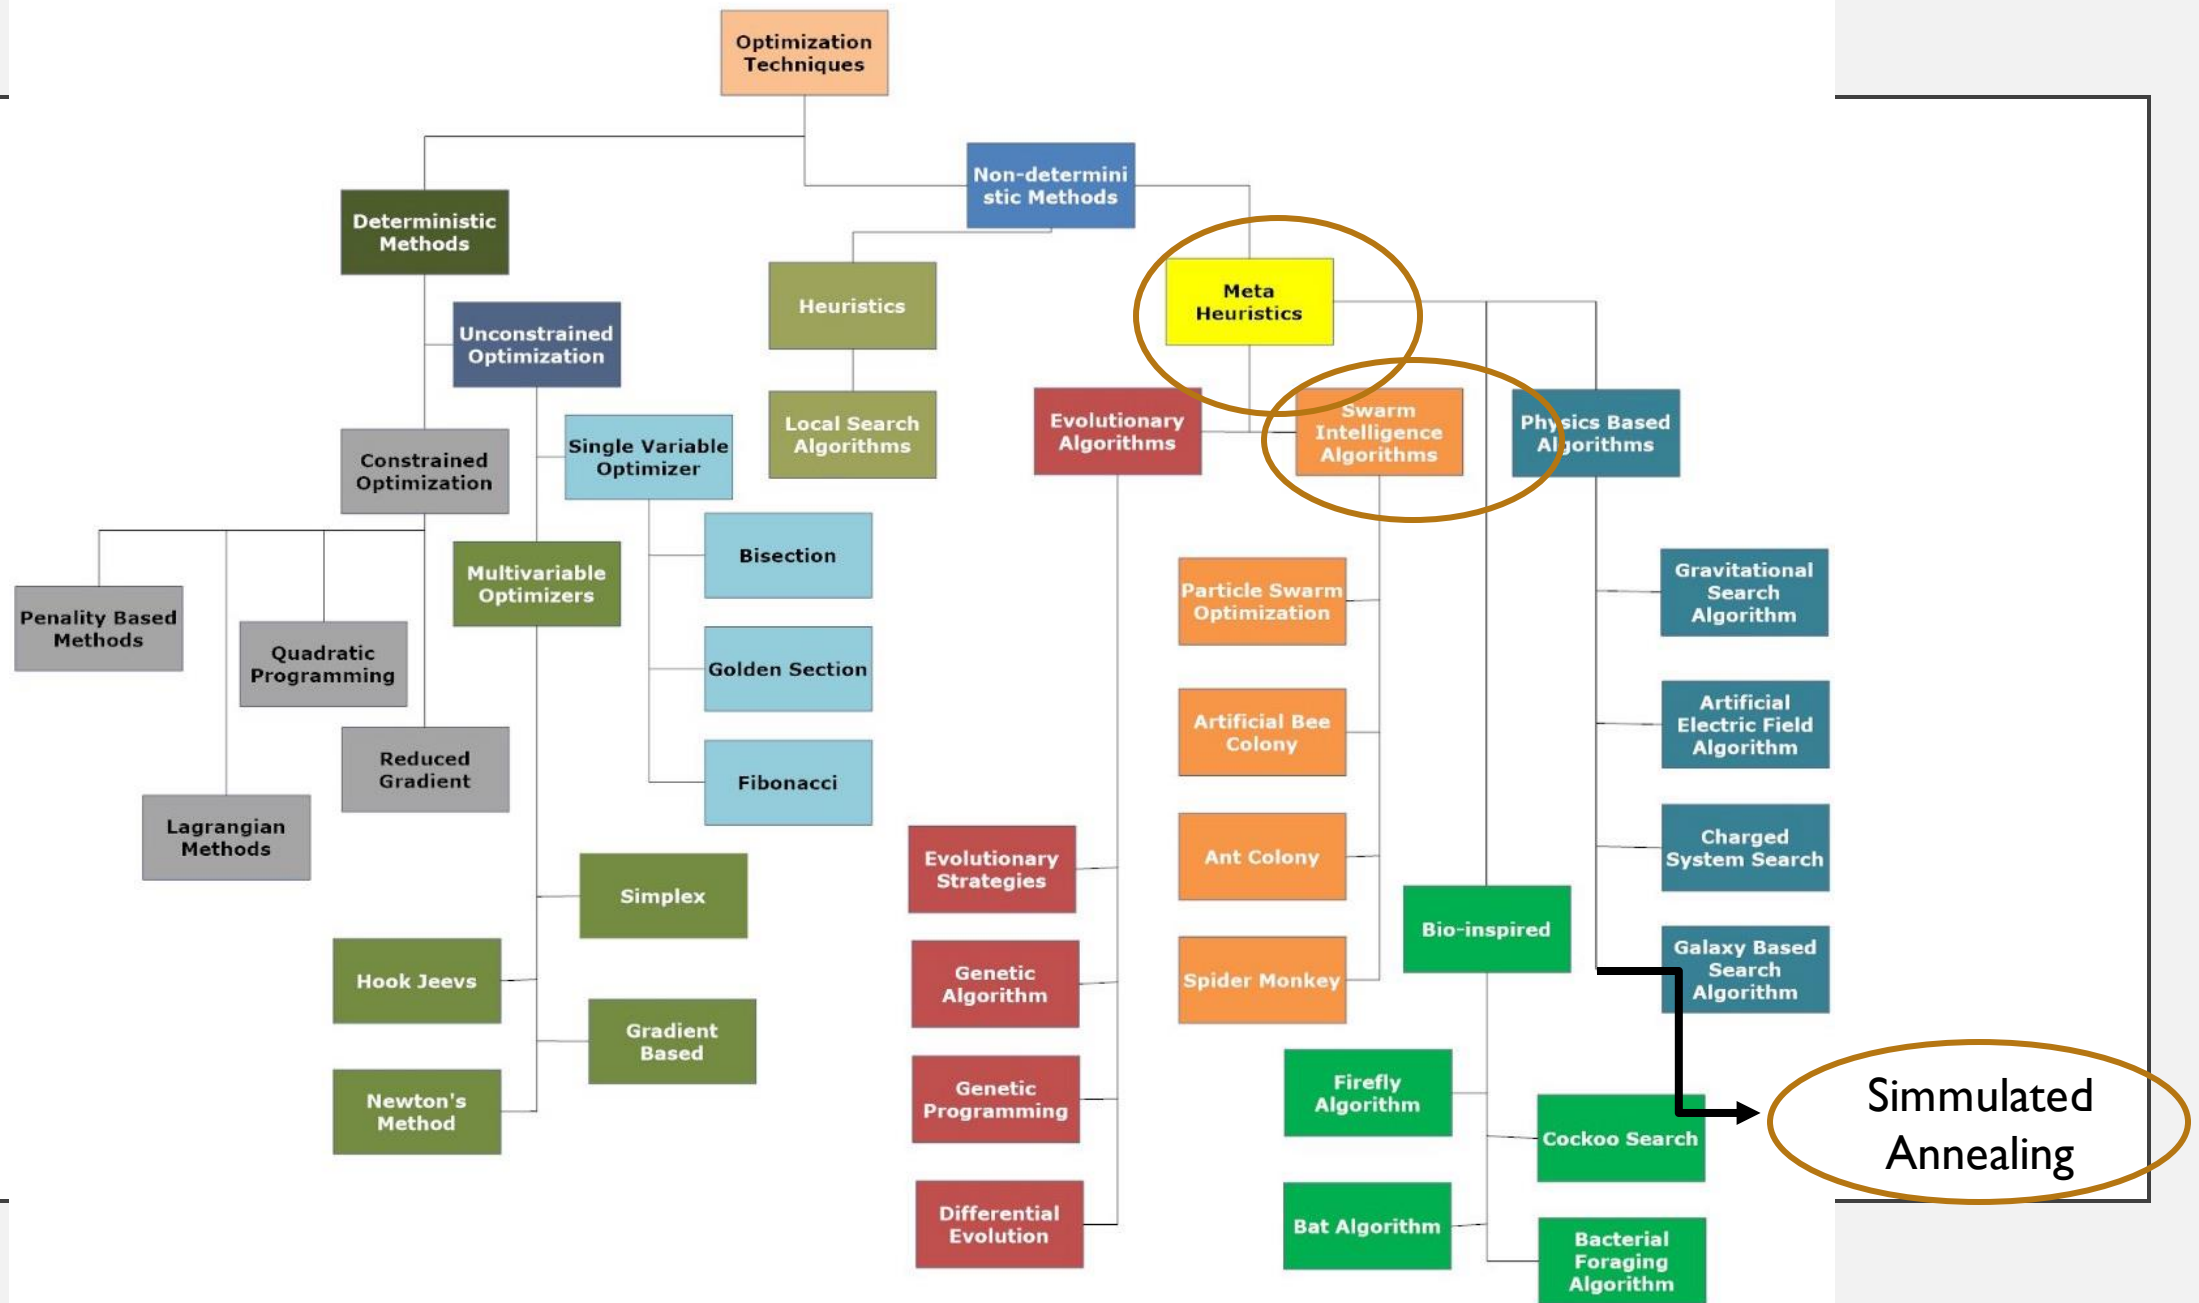 Optimization
Techniques
Non-determini
stic Methods
Deterministic
Methods
Meta
Heuristics
Heuristics
Unconstrained
Optimization
Evolutionary
Algorithms
Swarm
Intelligence
Algorithms
Physics Based
Algorithms
Local Search
Algorithms
Single Variable
Optimizer
Constrained
Optimization
Bisection
Multivariable
Optimizers
Particle Swarm
Optimization
Gravitational
Search
Algorithm
Penality Based
Methods
Quadratic
Programming
Golden Section
Artificial Bee
Colony
Artificial
Electric Field
Algorithm
Reduced
Gradient
Fibonacci
Lagrangian
Methods
Evolutionary
Strategies
Ant Colony
Charged
System Search
Simplex
Bio-inspired
Hook Jeevs
Genetic
Algorithm
Spider Monkey
Galaxy Based
Search
Algorithm
Gradient
Based
Newton's
Method
Genetic
Programming
Firefly
Algorithm
Cockoo Search
Simmulated
Annealing
Differential
Evolution
Bat Algorithm
Bacterial
Foraging
Algorithm